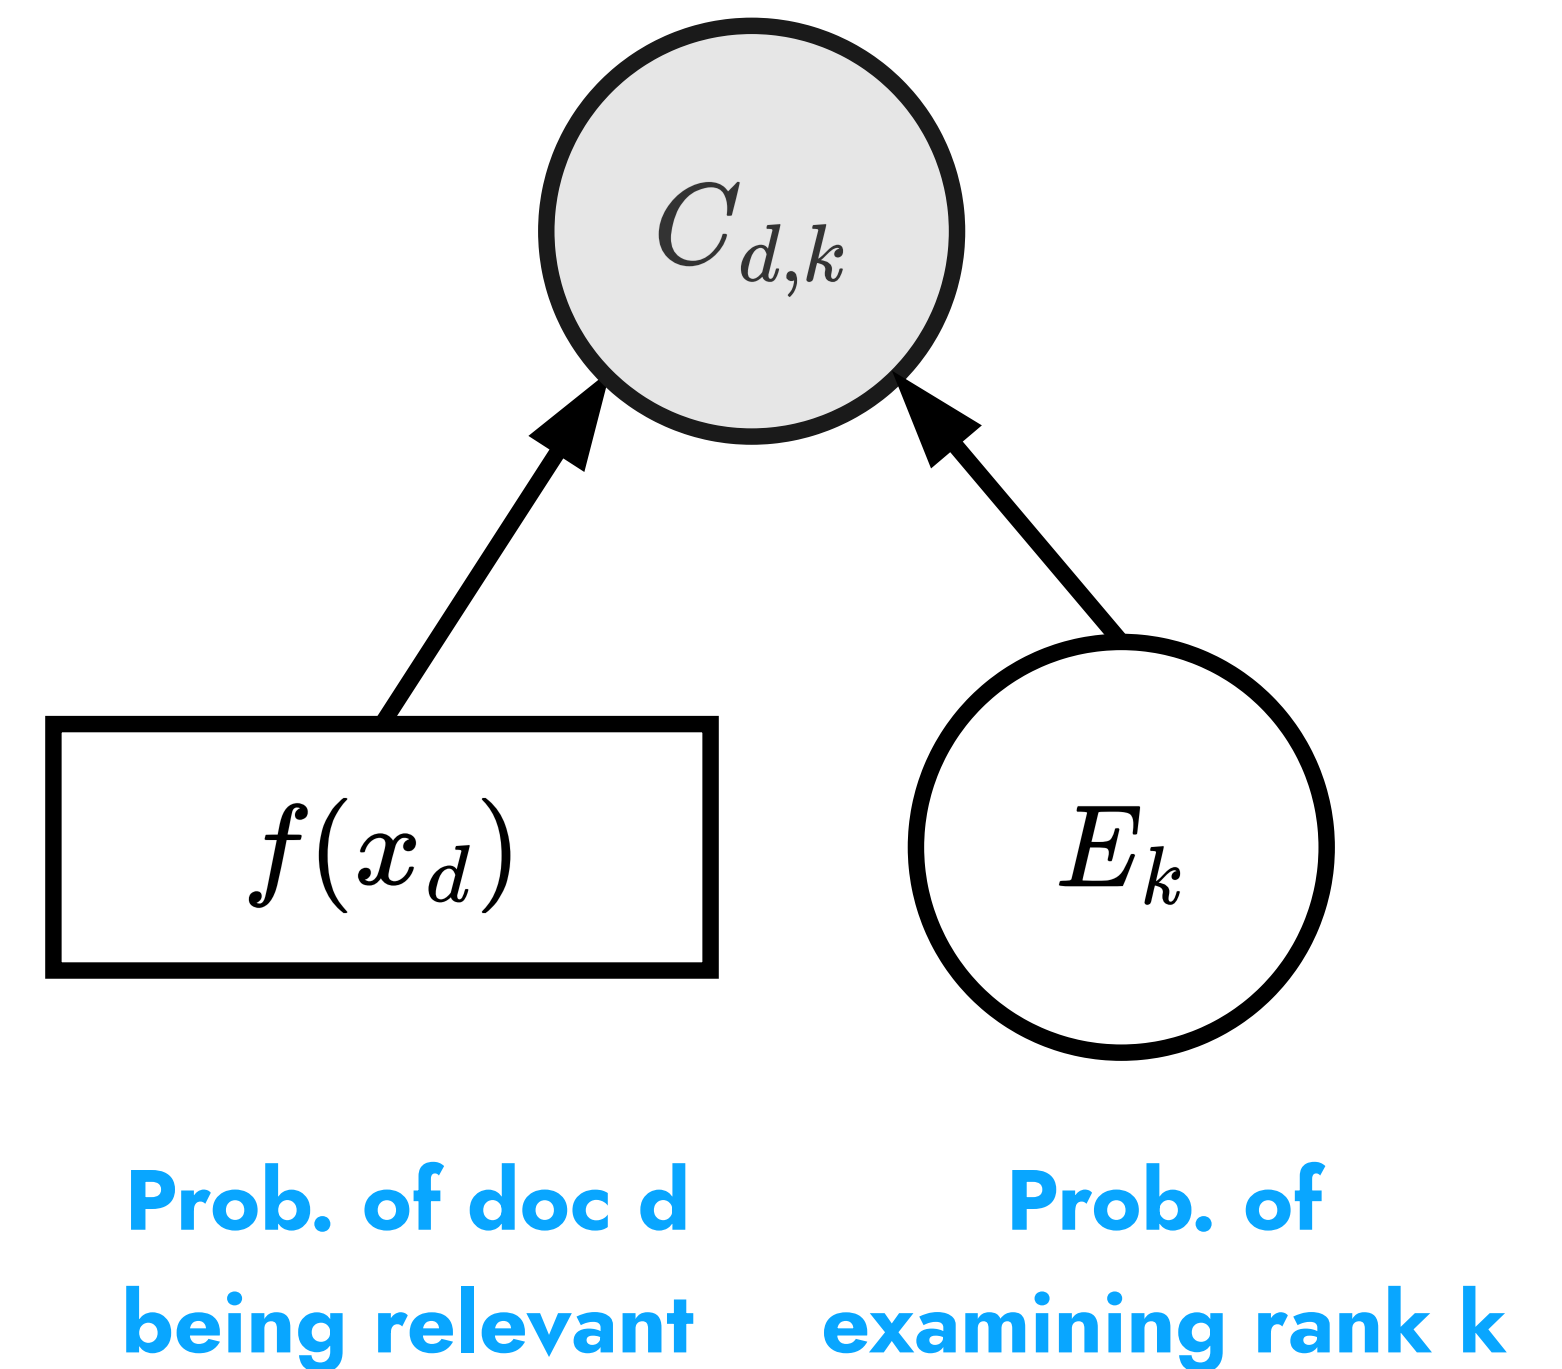 C_{d,k}
f(x_d)
E_k
Prob. of doc d
being relevant
Prob. of
examining rank k